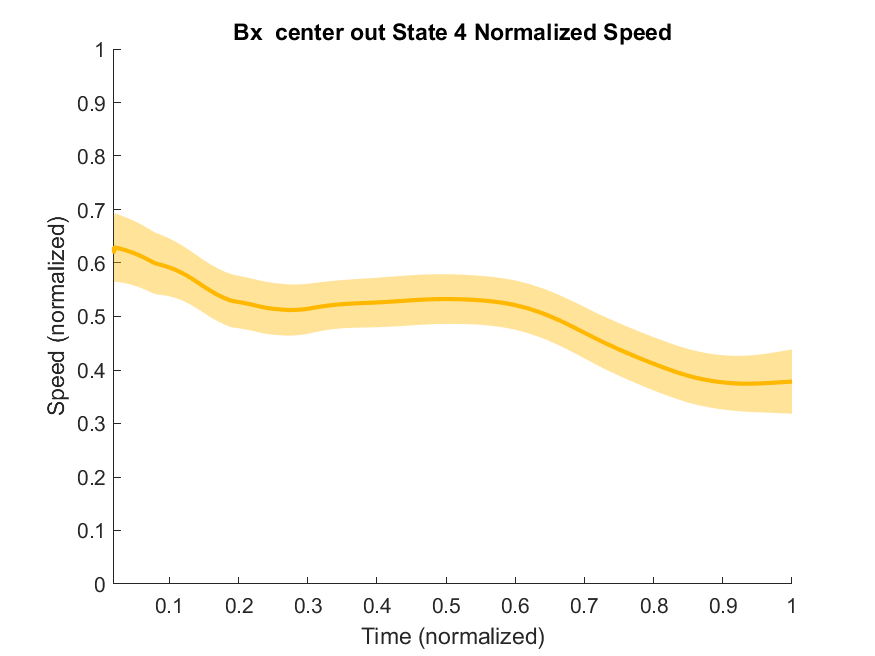 Bx  center out State 4 Normalized Speed
1
0.9
0.8
0.7
0.6
0.5
0.4
0.3
0.2
0.1
0
Speed (normalized)
0.1 0.2 0.3 0.4 0.5 0.6 0.7 0.8 0.9 1
Time (normalized)